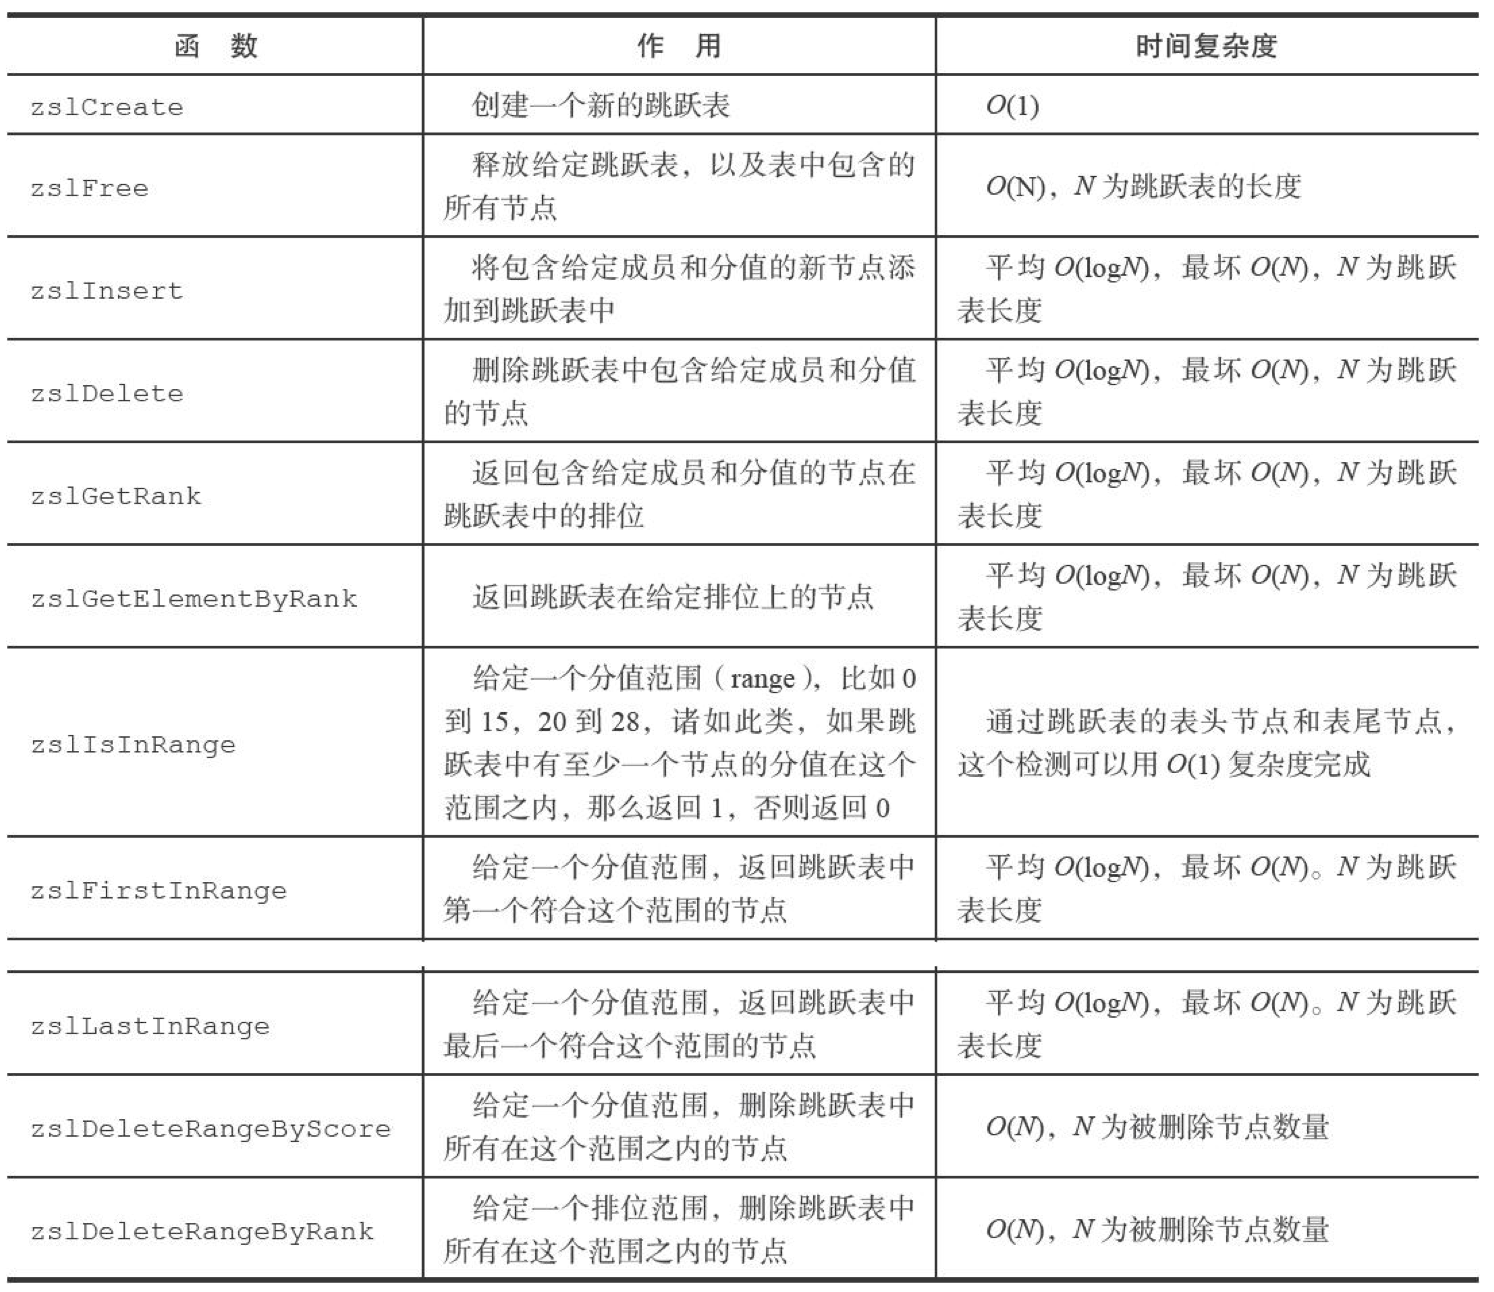 函 数 作 用 时间复杂度
zslCreate 创建一个新的跳跃表 O(1)
zslFree 释放给定跳跃表，以及表中包含的
所有节点 O(N)，N 为跳跃表的长度
zslInsert 将包含给定成员和分值的新节点添
加到跳跃表中 平均 O(logN)，最坏 O(N)，N 为跳跃
表长度
zslDelete 删除跳跃表中包含给定成员和分值
的节点 平均 O(logN)，最坏 O(N)，N 为跳跃
表长度
zslGetRank 返回包含给定成员和分值的节点在
跳跃表中的排位 平均 O(logN)，最坏 O(N)，N 为跳跃
表长度
zslGetElementByRank 返回跳跃表在给定排位上的节点 平均 O(logN)，最坏 O(N)，N 为跳跃
表长度
zslIsInRange 给定一个分值范围（range），比如 0
到 15，20 到 28，诸如此类，如果跳
跃表中有至少一个节点的分值在这个
范围之内，那么返回 1，否则返回 0 通过跳跃表的表头节点和表尾节点，
这个检测可以用 O(1) 复杂度完成
zslFirstInRange 给定一个分值范围，返回跳跃表中
第一个符合这个范围的节点 平均 O(logN)，最坏 O(N)。N 为跳跃
表长度
zslLastInRange 给定一个分值范围，返回跳跃表中
最后一个符合这个范围的节点 平均 O(logN)，最坏 O(N)。N 为跳跃
表长度
zslDeleteRangeByScore 给定一个分值范围，删除跳跃表中
所有在这个范围之内的节点 O(N)，N 为被删除节点数量
zslDeleteRangeByRank 给定一个排位范围，删除跳跃表中
所有在这个范围之内的节点 O(N)，N 为被删除节点数量